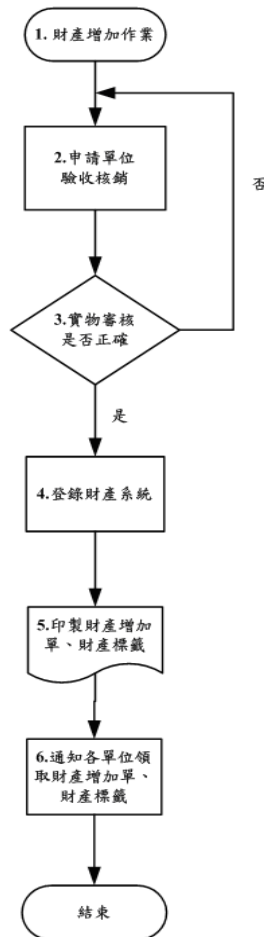 1. 財產增加作業
2.申請單位
驗收核銷
否
3.實物審核
是否正確
是
4.登錄財產系統
5.印製財產增加
單、財產標籤
6.通知各單位領
取財產增加單、
財產標籤
結束